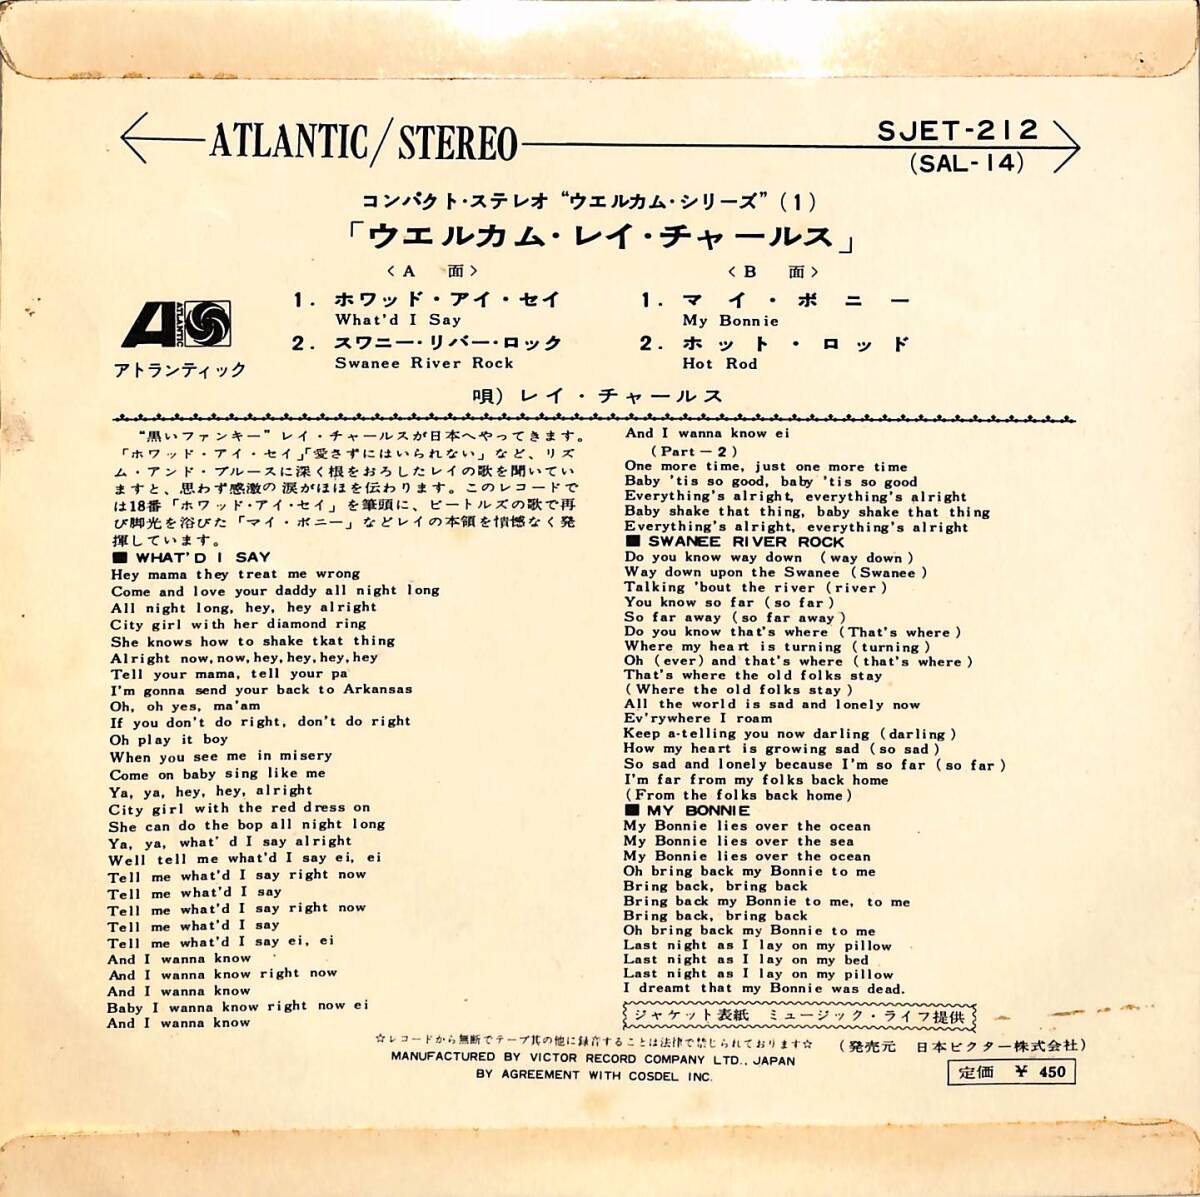 ATLANTIC/STEREO
SJET-212
(SAL-14)
コンパクト・ステレオ “ウエルカム・シリーズ” (1)
「ウエルカム・レイ・チャールス」
〈A 面〉
1. ホワッド・アイ・セイ
What'd I Say
2. スワニー・リバー・ロック
Swanee River Rock
〈B 面〉
1. マイ・ボニー
My Bonnie
2. ホット・ロッド
Hot Rod
ATLANTIC
アトランティック
唄) レイ・チャールス
“黒いファンキー” レイ・チャールスが日本へやってきます。
「ホワッド・アイ・セイ」「愛さずにはいられない」など、リズ
ム・アンド・ブルースに深く根をおろしたレイの歌を聞いてい
ますと、思わず感激の涙がほほを伝わります。このレコードで
は18番「ホワッド・アイ・セイ」を筆頭に、ビートルズの歌で再
び脚光を浴びた「マイ・ボニー」などレイの本領を情憾なく発
揮しています。
■ WHAT'D I SAY
Hey mama they treat me wrong
Come and love your daddy all night long
All night long, hey, hey alright
City girl with her diamond ring
She knows how to shake tkat thing
Alright now, now, hey, hey, hey, hey
Tell your mama, tell your pa
I'm gonna send your back to Arkansas
Oh, oh yes, ma'am
If you don't do right, don't do right
Oh play it boy
When you see me in misery
Come on baby sing like me
Ya, ya, hey, hey, alright
City girl with the red dress on
She can do the bop all night long
Ya, ya, what' d I say alright
Well tell me what'd I say ei, ei
Tell me what'd I say right now
Tell me what'd I say
Tell me what'd I say right now
Tell me what'd I say
Tell me what'd I say ei, ei
And I wanna know
And I wanna know right now
And I wanna know
Baby I wanna know right now ei
And I wanna know
And I wanna know ei
(Part-2)
One more time, just one more time
Baby 'tis so good, baby 'tis so good
Everything's alright, everything's alright
Baby shake that thing, baby shake that thing
Everything's alright, everything's alright
■ SWANEE RIVER ROCK
Do you know way down (way down)
Way down upon the Swanee (Swanee)
Talking 'bout the river (river)
You know so far (so far)
So far away (so far away)
Do you know that's where (That's where)
Where my heart is turning (turning)
Oh (ever) and that's where (that's where)
That's where the old folks stay
(Where the old folks stay)
All the world is sad and lonely now
Ev'rywhere I roam
Keep a-telling you now darling (darling)
How my heart is growing sad (so sad)
So sad and lonely because I'm so far (so far)
I'm far from my folks back home
(From the folks back home)
■ MY BONNIE
My Bonnie lies over the ocean
My Bonnie lies over the sea
My Bonnie lies over the ocean
Oh bring back my Bonnie to me
Bring back, bring back
Bring back my Bonnie to me, to me
Bring back, bring back
Oh bring back my Bonnie to me
Last night as I lay on my pillow
Last night as I lay on my bed
Last night as I lay on my pillow
I dreamt that my Bonnie was dead.
ジャケット表紙 ミュージック・ライフ提供
☆レコードから無断でテープ其の他に録音することは法律で禁じられております☆
(発売元 日本ビクター株式会社)
MANUFACTURED BY VICTOR RECORD COMPANY LTD., JAPAN
BY AGREEMENT WITH COSDEL INC.
定価 ¥ 450